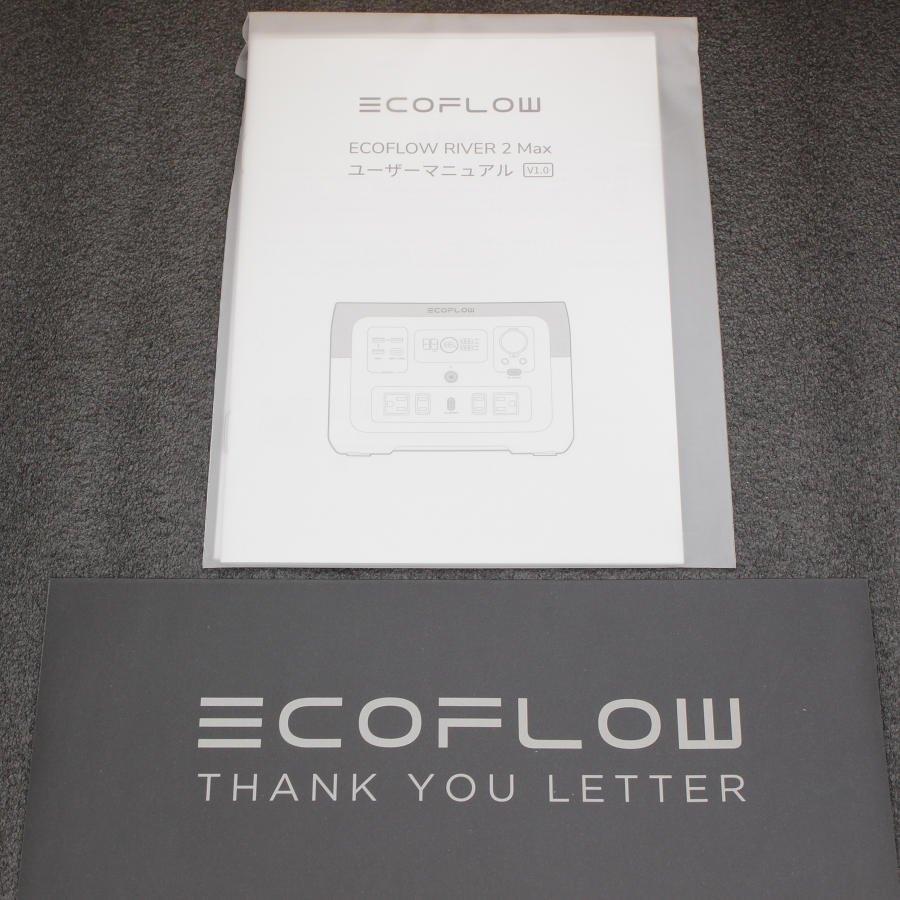 ECOFLOW
ECOFLOW RIVER 2 Max
ユーザーマニュアル V1.0
ECOFLOW
ECOFLOW
THANK YOU LETTER